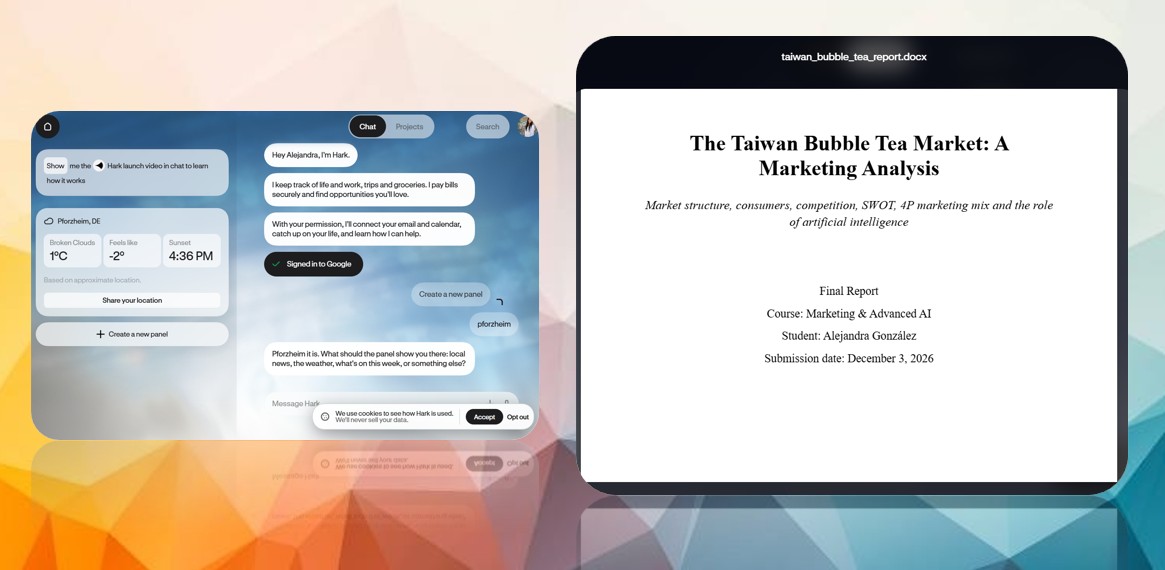 Chat
Projects
Search
Show me the Hark launch video in chat to learn
how it works
Pforzheim, DE
Broken Clouds
1°C
Feels like
-2°
Sunset
4:36 PM
Based on approximate location.
Share your location
Create a new panel
Hey Alejandra, I'm Hark.
I keep track of life and work, trips and groceries. I pay bills
securely and find opportunities you'll love.
With your permission, I'll connect your email and calendar,
catch up on your life, and learn how I can help.
Signed in to Google
Create a new panel
pforzheim
Pforzheim it is. What should the panel show you there: local
news, the weather, what's on this week, or something else?
Message Hark
We use cookies to see how Hark is used.
We'll never sell your data.
Accept
Opt out
taiwan_bubble_tea_report.docx
The Taiwan Bubble Tea Market: A
Marketing Analysis
Market structure, consumers, competition, SWOT, 4P marketing mix and the role
of artificial intelligence
Final Report
Course: Marketing & Advanced AI
Student: Alejandra González
Submission date: December 3, 2026